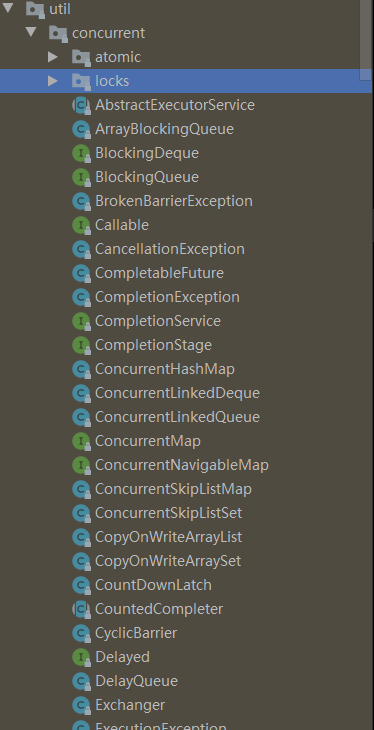 util
concurrent
atomic
locks
AbstractExecutorService
ArrayBlockingQueue
BlockingDeque
BlockingQueue
BrokenBarrierException
Callable
CancellationException
CompletableFuture
CompletionException
CompletionService
CompletionStage
ConcurrentHashMap
ConcurrentLinkedDeque
ConcurrentLinkedQueue
ConcurrentMap
ConcurrentNavigableMap
ConcurrentSkipListMap
ConcurrentSkipListSet
CopyOnWriteArrayList
CopyOnWriteArraySet
CountDownLatch
CountedCompleter
CyclicBarrier
Delayed
DelayQueue
Exchanger
ExecutionException